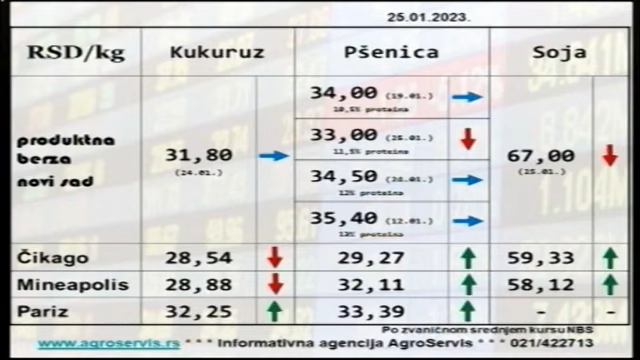 25.01.2023.
RSD/kg Kukuruz Pšenica Soja
34,00 (19.01.)
10,5% proteina
produktna berza novi sad
31,80
(24.01.)
33,00 (25.01.)
11,5% proteina
34,50 (24.01.)
12% proteina
35,40 (12.01.)
13% proteina
67,00
(25.01.)
Čikago 28,54 29,27 59,33
Mineapolis 28,88 32,11 58,12
Pariz 32,25 33,39 - -
Po zvaničnom srednjem kursu NBS
www.agroservis.rs * * * Informativna agencija AgroServis * * * 021/422713